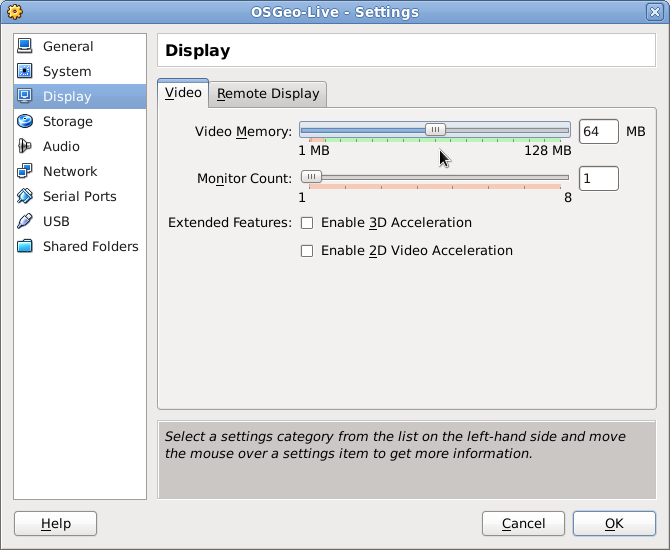 OSGeo-Live - Settings
General
System
Display
Storage
Audio
Network
Serial Ports
USB
Shared Folders
Display
Video Remote Display
Video Memory: 64 MB
1 MB 128 MB
Monitor Count: 1
1 8
Extended Features: Enable 3D Acceleration
Enable 2D Video Acceleration
Select a settings category from the list on the left-hand side and move
the mouse over a settings item to get more information.
Help Cancel OK